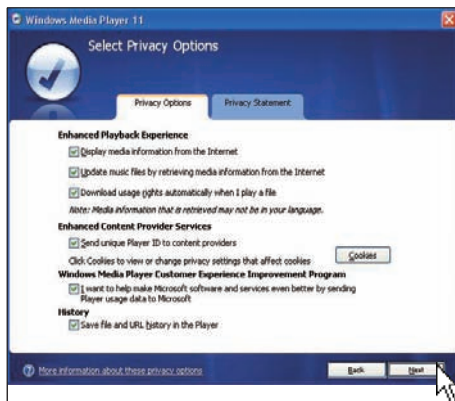 Windows Media Player 11
Select Privacy Options
Privacy Options
Privacy Statement
Enhanced Playback Experience
Display media information from the Internet
Update music files by retrieving media information from the Internet
Download usage rights automatically when I play a file
Note: Media information that is retrieved may not be in your language.
Enhanced Content Provider Services
Send unique Player ID to content providers
Click Cookies to view or change privacy settings that affect cookies
Cookies
Windows Media Player Customer Experience Improvement Program
I want to help make Microsoft software and services even better by sending
Player usage data to Microsoft
History
Save file and URL history in the Player
More information about these privacy options
Back
Next